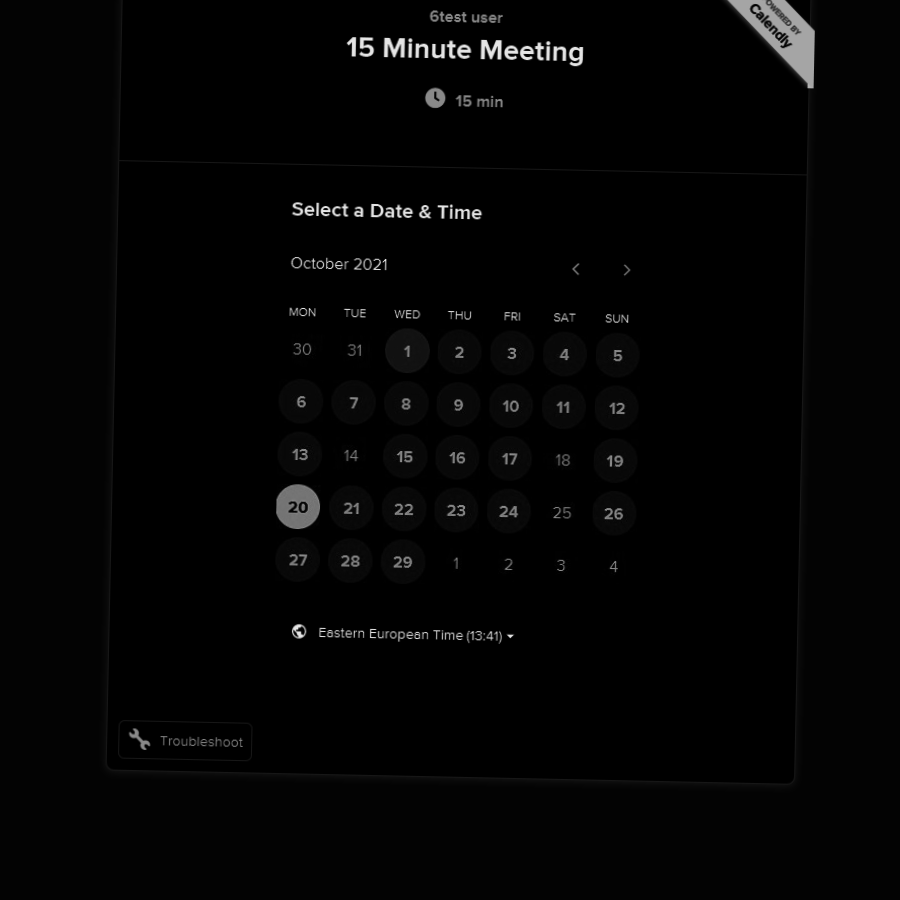 6test user
POWERED BY
Calendly
15 Minute Meeting
15 min
Select a Date & Time
October 2021
MON TUE WED THU FRI SAT SUN
30 31 1 2 3 4 5
6 7 8 9 10 11 12
13 14 15 16 17 18 19
20 21 22 23 24 25 26
27 28 29 1 2 3 4
Eastern European Time (13:41)
Troubleshoot